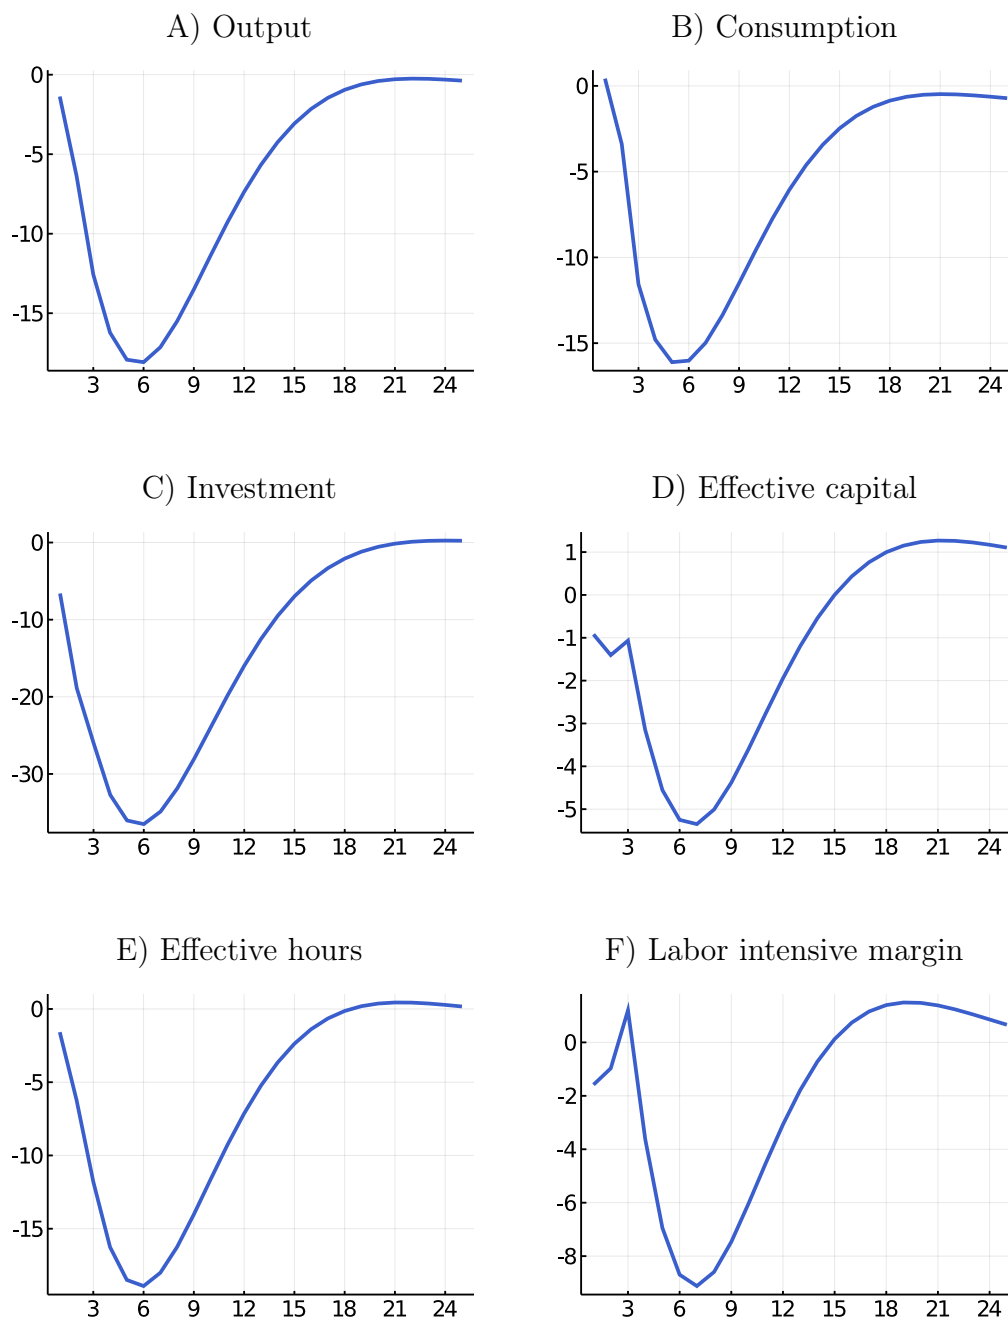 A) Output
B) Consumption
0
-5
-10
-15
3 6 9 12 15 18 21 24
0
-5
-10
-15
3 6 9 12 15 18 21 24
C) Investment
D) Effective capital
0
-10
-20
-30
3 6 9 12 15 18 21 24
1
0
-1
-2
-3
-4
-5
3 6 9 12 15 18 21 24
E) Effective hours
F) Labor intensive margin
0
-5
-10
-15
3 6 9 12 15 18 21 24
0
-2
-4
-6
-8
3 6 9 12 15 18 21 24